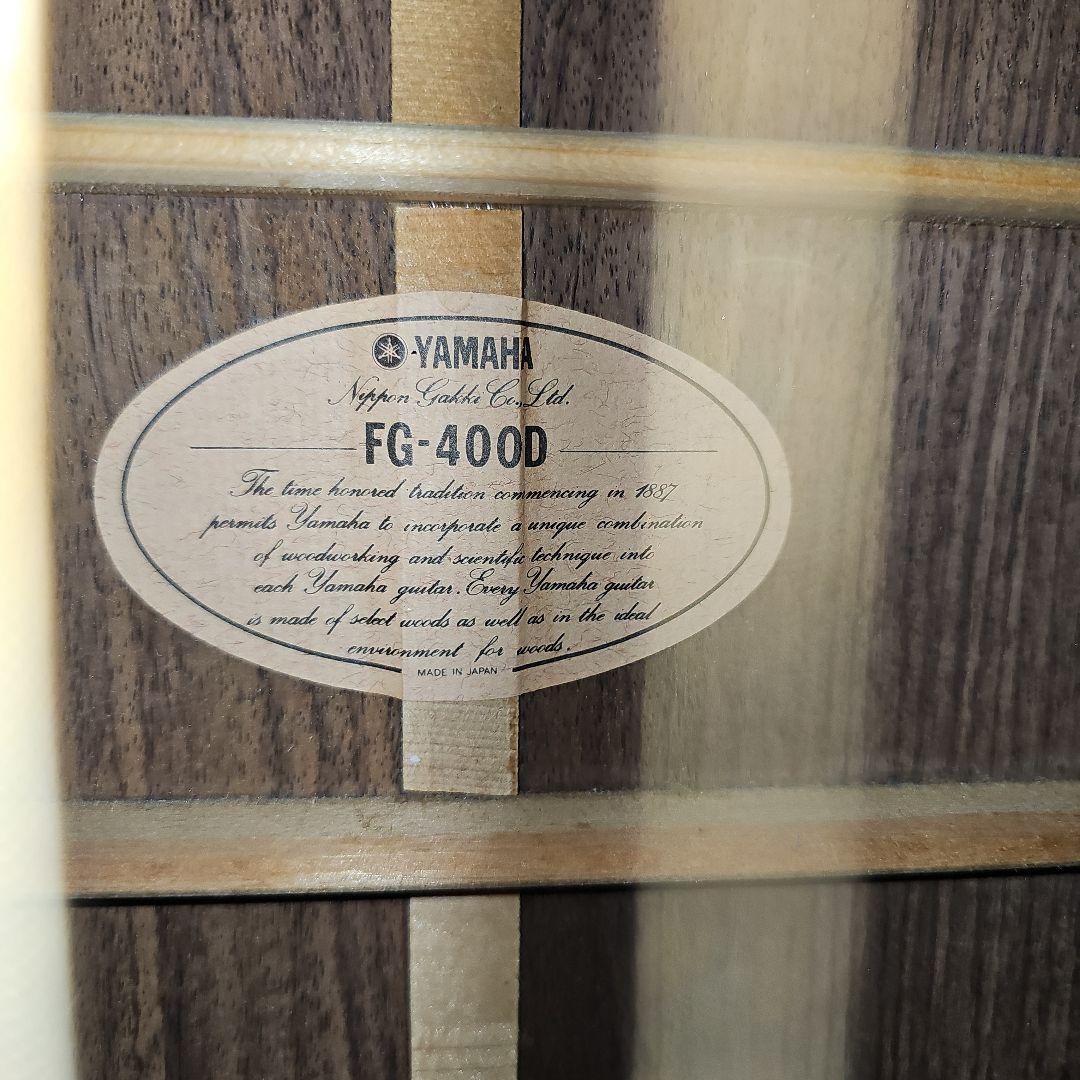 YAMAHA
Nippon Gakki Co., Ltd.
FG-400D
The time honored tradition commencing in 1887
permits Yamaha to incorporate a unique combination
of woodworking and scientific technique into
each Yamaha guitar. Every Yamaha guitar
is made of select woods as well as in the ideal
environment for woods.
MADE IN JAPAN